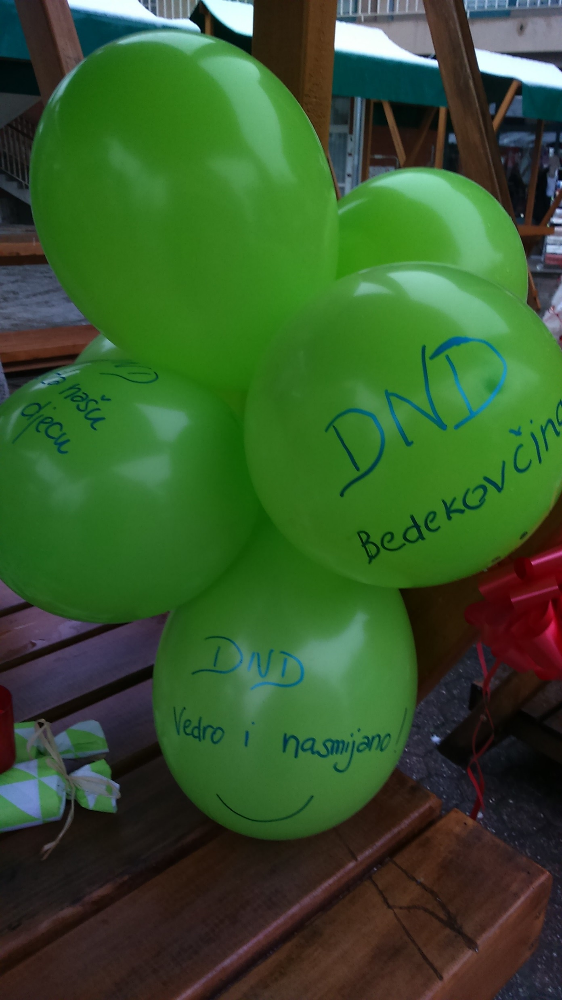 DND
Bedekovčina
našu
djecu
DND
Vedro i nasmijano!